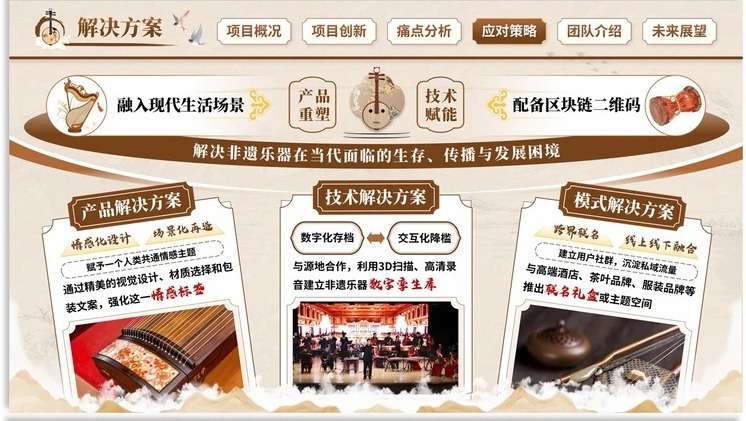 解决方案
项目概况
项目创新
痛点分析
应对策略
团队介绍
未来展望
融入现代生活场景
产品
重塑
技术
赋能
配备区块链二维码
解决非遗乐器在当代面临的生存、传播与发展困境
产品解决方案
情感化设计 场景化再造
赋予一个人类共通情感主题
通过精美的视觉设计、材质选择和包
装文案，强化这一情感标签
技术解决方案
数字化存档
交互化降槛
与源地合作，利用3D扫描、高清录
音建立非遗乐器数字孪生库
模式解决方案
跨界联名 线上线下融合
建立用户社群，沉淀私域流量
与高端酒店、茶叶品牌、服装品牌等
推出联名礼盒或主题空间